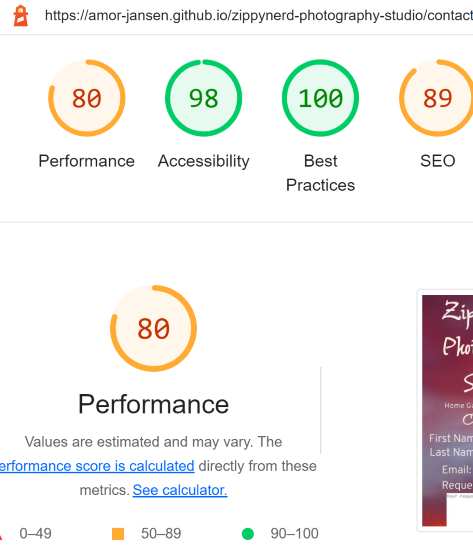 https://amor-jansen.github.io/zippynerd-photography-studio/contact
80
98
100
89
Performance
Accessibility
Best
Practices
SEO
80
Performance
Values are estimated and may vary. The
erformance score is calculated directly from these
metrics. See calculator.
0–49
50–89
90–100
Zip
Pho
S
Home Ga
C
First Nam
Last Nam
Email:
Reque